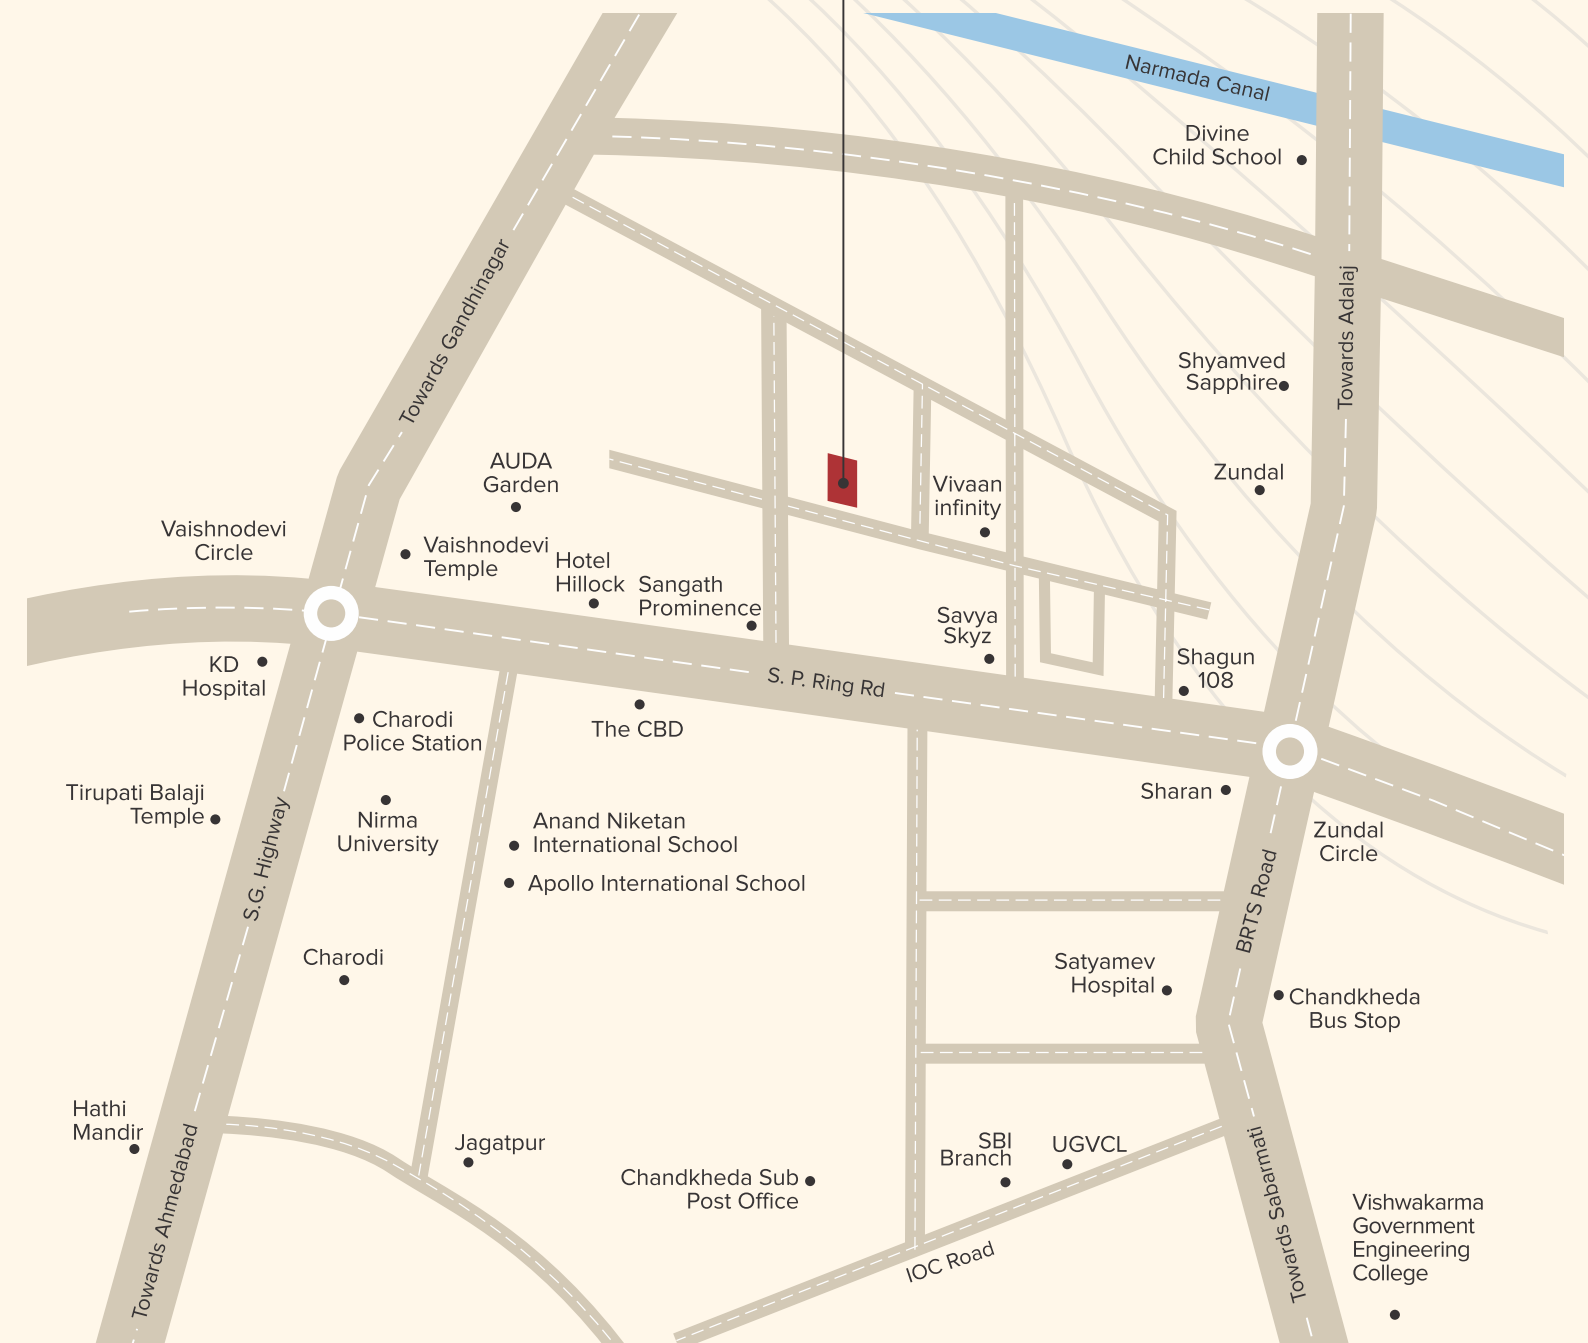 Narmada Canal
Divine
Child School
Towards Gandhinagar
Towards Adalaj
Shyamved
Sapphire
AUDA
Garden
Zundal
Vivaan
infinity
Vaishnodevi
Circle
Vaishnodevi
Temple
Hotel
Hillock
Sangath
Prominence
Savya
Skyz
Shagun
108
KD
Hospital
S. P. Ring Rd
Charodi
Police Station
The CBD
Tirupati Balaji
Temple
Nirma
University
Anand Niketan
International School
Apollo International School
Sharan
Zundal
Circle
S.G. Highway
BRTS Road
Charodi
Satyamev
Hospital
Chandkheda
Bus Stop
Hathi
Mandir
Towards Ahmedabad
Jagatpur
Chandkheda Sub
Post Office
SBI
Branch
UGVCL
IOC Road
Towards Sabarmati
Vishwakarma
Government
Engineering
College